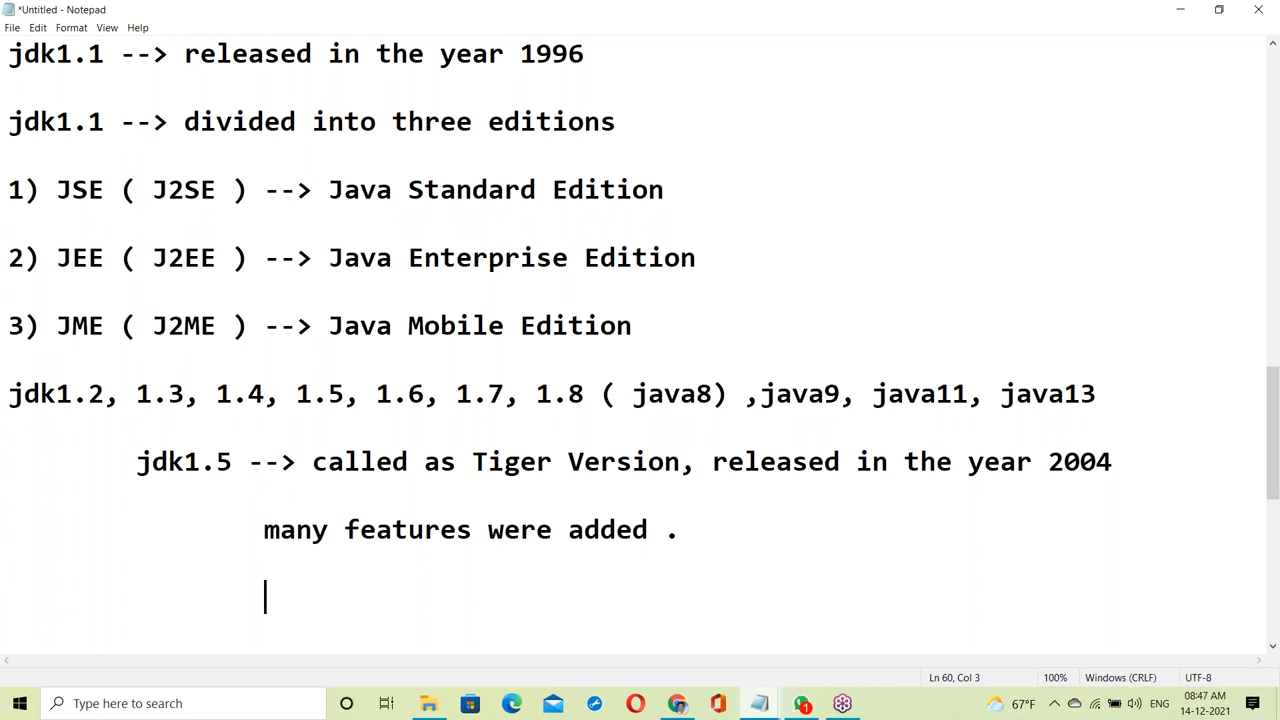 *Untitled - Notepad
File Edit Format View Help
jdk1.1 --> released in the year 1996
jdk1.1 --> divided into three editions
1) JSE ( J2SE ) --> Java Standard Edition
2) JEE ( J2EE ) --> Java Enterprise Edition
3) JME ( J2ME ) --> Java Mobile Edition
jdk1.2, 1.3, 1.4, 1.5, 1.6, 1.7, 1.8 ( java8) ,java9, java11, java13
jdk1.5 --> called as Tiger Version, released in the year 2004
many features were added .
Ln 60, Col 3 100% Windows (CRLF) UTF-8
Type here to search 1 67°F ENG 08:47 AM
14-12-2021